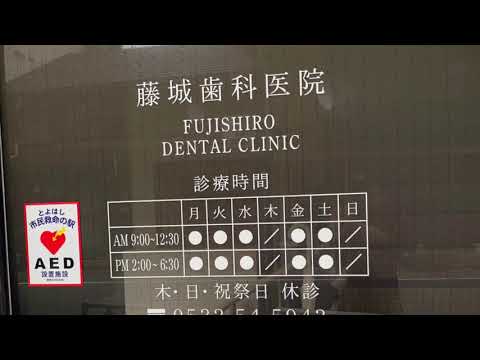 藤城歯科医院
FUJISHIRO
DENTAL CLINIC
診療時間
月 火 水 木 金 土 日
AM 9:00~12:30 ● ● ● ／ ● ● ／
PM 2:00~6:30 ● ● ● ／ ● ● ／
木・日・祝祭日 休診
とよはし
市民救命の駅
AED
設置施設